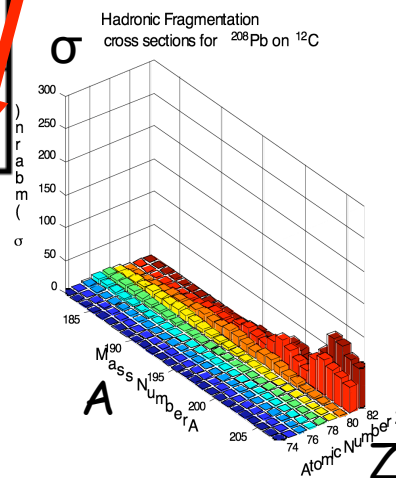 Hadronic Fragmentation
cross sections for 208Pb on 12C
σ
300
250
200
150
100
50
0
σ (mbarn)
185
190
195
200
205
Mass Number A
A
74
76
78
80
82
Atomic Number
Z